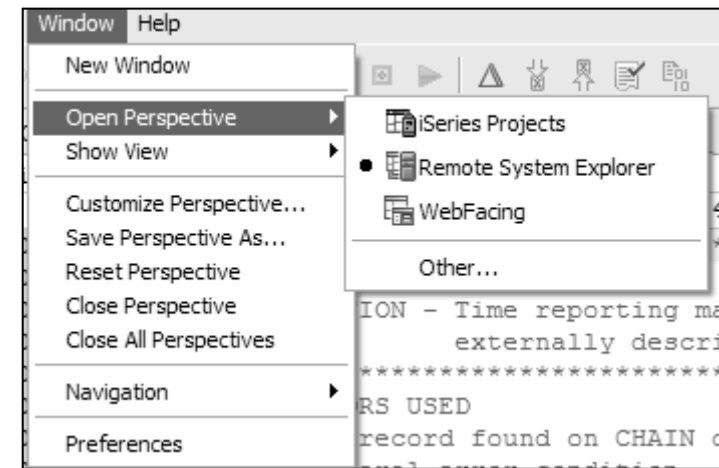 Window Help
New Window
Open Perspective
Show View
Customize Perspective...
Save Perspective As...
Reset Perspective
Close Perspective
Close All Perspectives
Navigation
Preferences
iSeries Projects
Remote System Explorer
WebFacing
Other...
ION - Time reporting ma
externally descri
************************
RS USED
record found on CHAIN